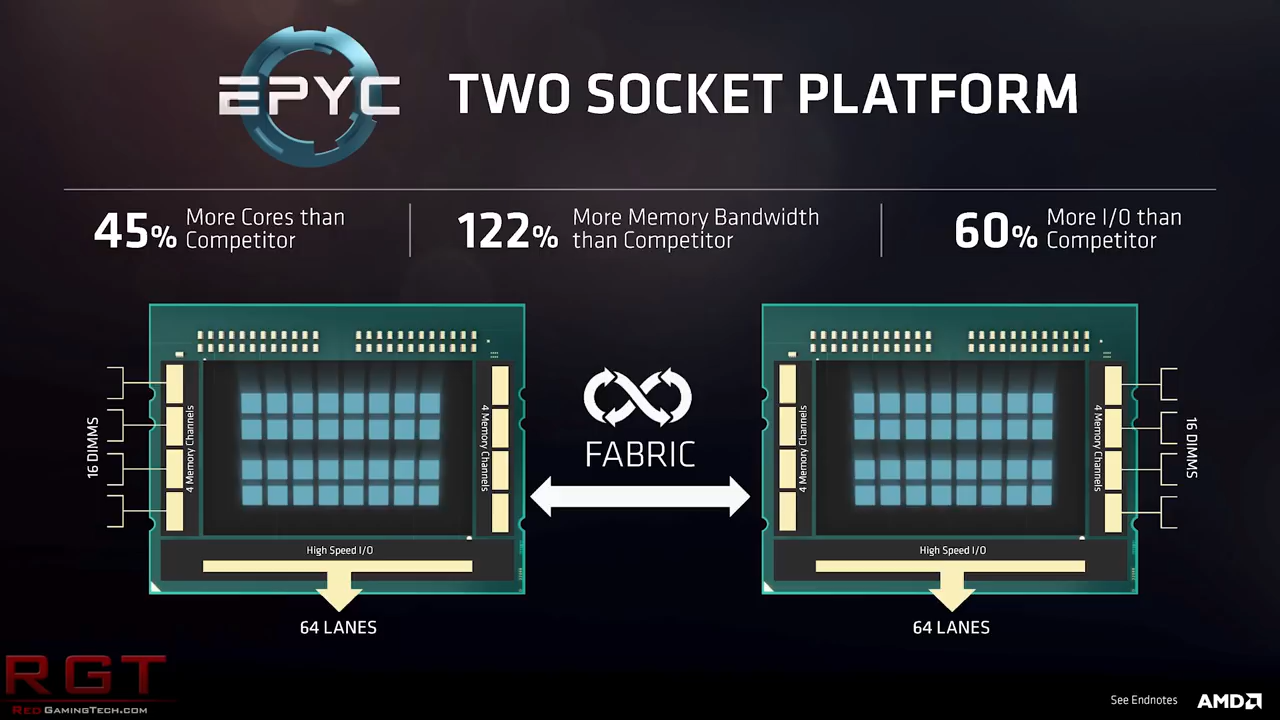 EPYC TWO SOCKET PLATFORM
45% More Cores than
Competitor
122% More Memory Bandwidth
than Competitor
60% More I/O than
Competitor
16 DIMMS
4 Memory Channels
4 Memory Channels
High Speed I/O
64 LANES
FABRIC
4 Memory Channels
4 Memory Channels
16 DIMMS
High Speed I/O
64 LANES
RGT
RedGamingTech.com
See Endnotes AMD